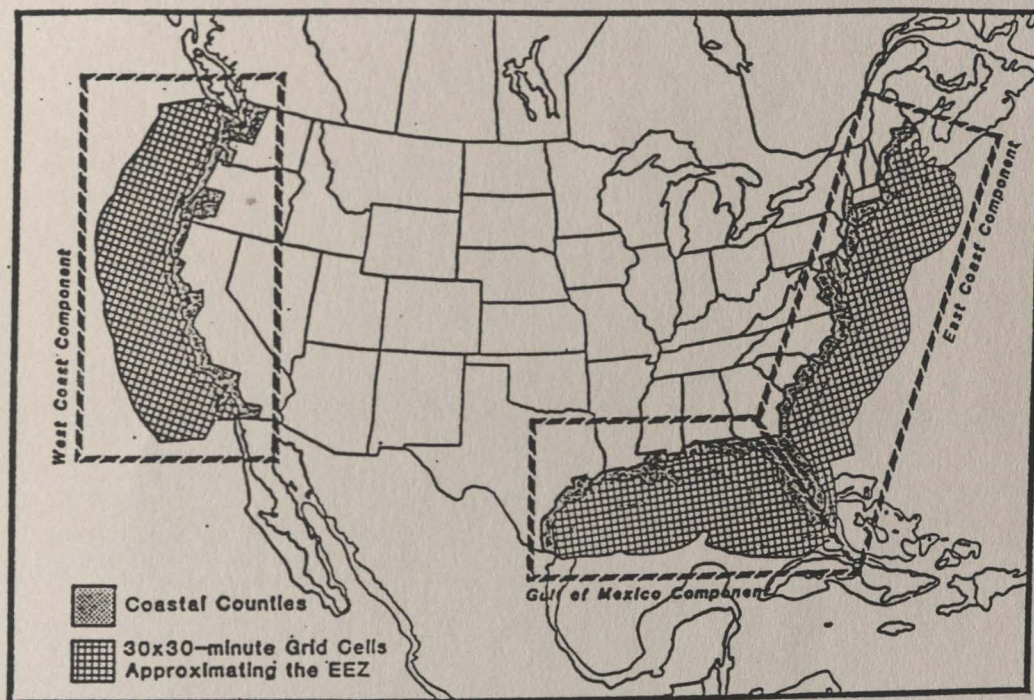 West Coast Component
East Coast Component
Gulf of Mexico Component
Coastal Counties
30x30-minute Grid Cells
Approximating the EEZ